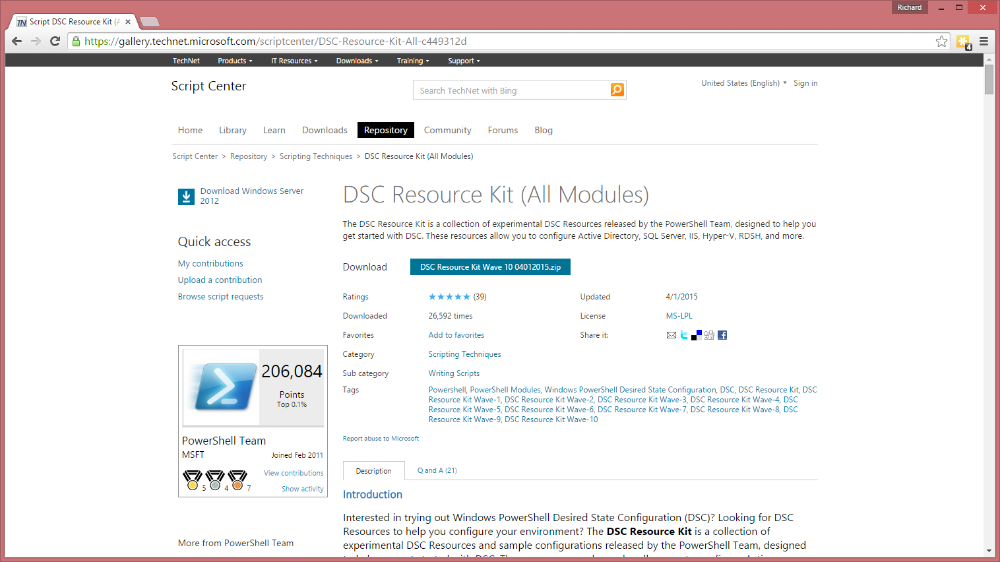 Richard
Script DSC Resource Kit (A
https://gallery.technet.microsoft.com/scriptcenter/DSC-Resource-Kit-All-c449312d
4
TechNet Products IT Resources Downloads Training Support
Script Center
Search TechNet with Bing
United States (English) Sign in
Home Library Learn Downloads Repository Community Forums Blog
Script Center > Repository > Scripting Techniques > DSC Resource Kit (All Modules)
Download Windows Server
2012
Quick access
My contributions
Upload a contribution
Browse script requests
206,084
Points
Top 0.1%
PowerShell Team
MSFT Joined Feb 2011
5 4 7
View contributions
Show activity
More from PowerShell Team
DSC Resource Kit (All Modules)
The DSC Resource Kit is a collection of experimental DSC Resources released by the PowerShell Team, designed to help you
get started with DSC. These resources allow you to configure Active Directory, SQL Server, IIS, Hyper-V, RDSH, and more.
Download DSC Resource Kit Wave 10 04012015.zip
Ratings ★★★★★ (39) Updated 4/1/2015
Downloaded 26,592 times License MS-LPL
Favorites Add to favorites Share it:
Category Scripting Techniques
Sub category Writing Scripts
Tags Powershell, PowerShell Modules, Windows PowerShell Desired State Configuration, DSC, DSC Resource Kit, DSC
Resource Kit Wave-1, DSC Resource Kit Wave-2, DSC Resource Kit Wave-3, DSC Resource Kit Wave-4, DSC
Resource Kit Wave-5, DSC Resource Kit Wave-6, DSC Resource Kit Wave-7, DSC Resource Kit Wave-8, DSC
Resource Kit Wave-9, DSC Resource Kit Wave-10
Report abuse to Microsoft
Description Q and A (21)
Introduction
Interested in trying out Windows PowerShell Desired State Configuration (DSC)? Looking for DSC
Resources to help you configure your environment? The DSC Resource Kit is a collection of
experimental DSC Resources and sample configurations released by the PowerShell Team, designed